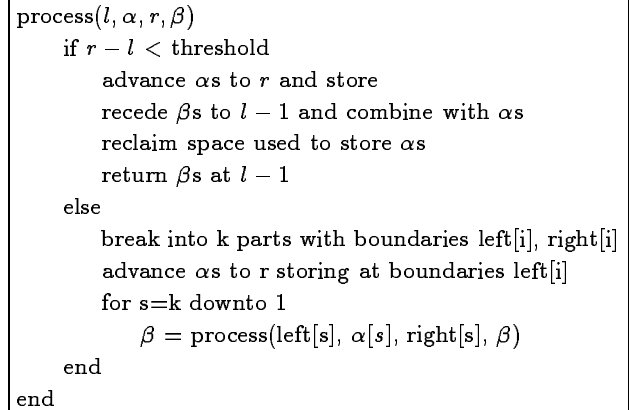 process(l, α, r, β)
if r − l < threshold
advance αs to r and store
recede βs to l − 1 and combine with αs
reclaim space used to store αs
return βs at l − 1
else
break into k parts with boundaries left[i], right[i]
advance αs to r storing at boundaries left[i]
for s=k downto 1
β = process(left[s], α[s], right[s], β)
end
end